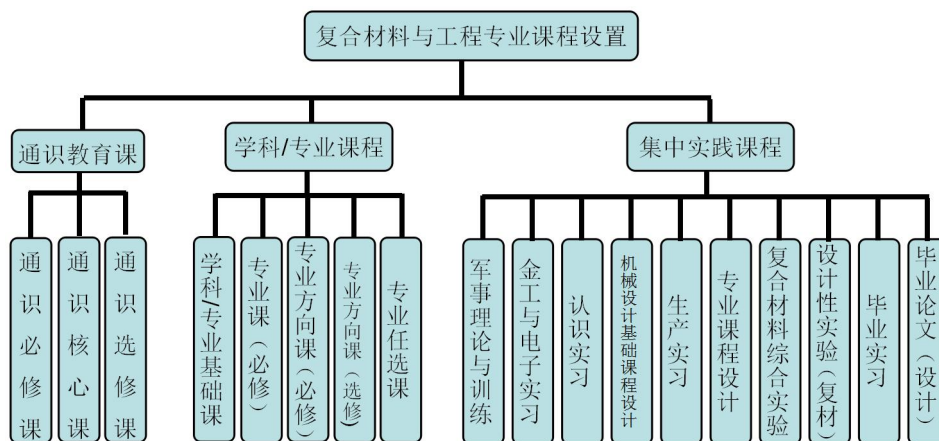 复合材料与工程专业课程设置
通识教育课
学科/专业课程
集中实践课程
通识必修课
通识核心课
通识选修课
学科/专业基础课
专业课（必修）
专业方向课（必修）
专业方向课（选修）
专业任选课
军事理论与训练
金工与电子实习
认识实习
机械设计基础课程设计
生产实习
专业课程设计
复合材料综合实验
设计性实验（复材）
毕业实习
毕业论文（设计）